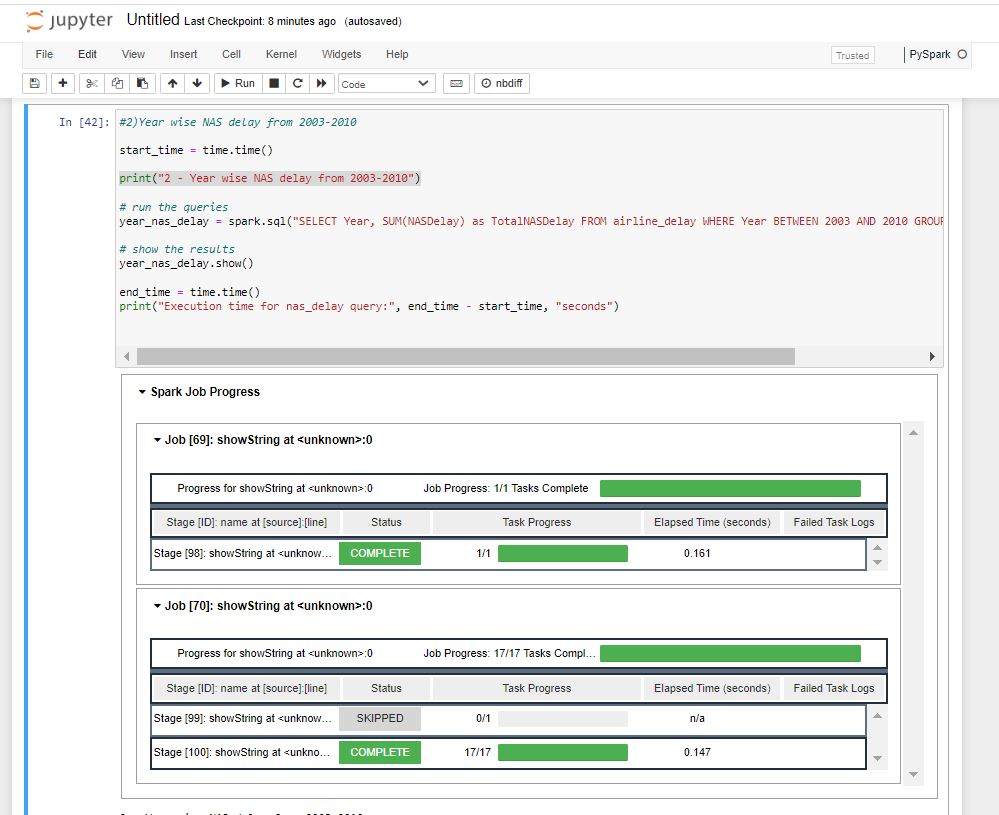 jupyter Untitled Last Checkpoint: 8 minutes ago (autosaved)
File Edit View Insert Cell Kernel Widgets Help Trusted PySpark
Run Code nbdiff
In [42]: #2)Year wise NAS delay from 2003-2010
start_time = time.time()
print("2 - Year wise NAS delay from 2003-2010")
# run the queries
year_nas_delay = spark.sql("SELECT Year, SUM(NASDelay) as TotalNASDelay FROM airline_delay WHERE Year BETWEEN 2003 AND 2010 GROUP
# show the results
year_nas_delay.show()
end_time = time.time()
print("Execution time for nas_delay query:", end_time - start_time, "seconds")
Spark Job Progress
Job [69]: showString at <unknown>:0
Progress for showString at <unknown>:0 Job Progress: 1/1 Tasks Complete
Stage [ID]: name at [source]:[line] Status Task Progress Elapsed Time (seconds) Failed Task Logs
Stage [98]: showString at <unknow... COMPLETE 1/1 0.161
Job [70]: showString at <unknown>:0
Progress for showString at <unknown>:0 Job Progress: 17/17 Tasks Compl...
Stage [ID]: name at [source]:[line] Status Task Progress Elapsed Time (seconds) Failed Task Logs
Stage [99]: showString at <unknow... SKIPPED 0/1 n/a
Stage [100]: showString at <unkno... COMPLETE 17/17 0.147